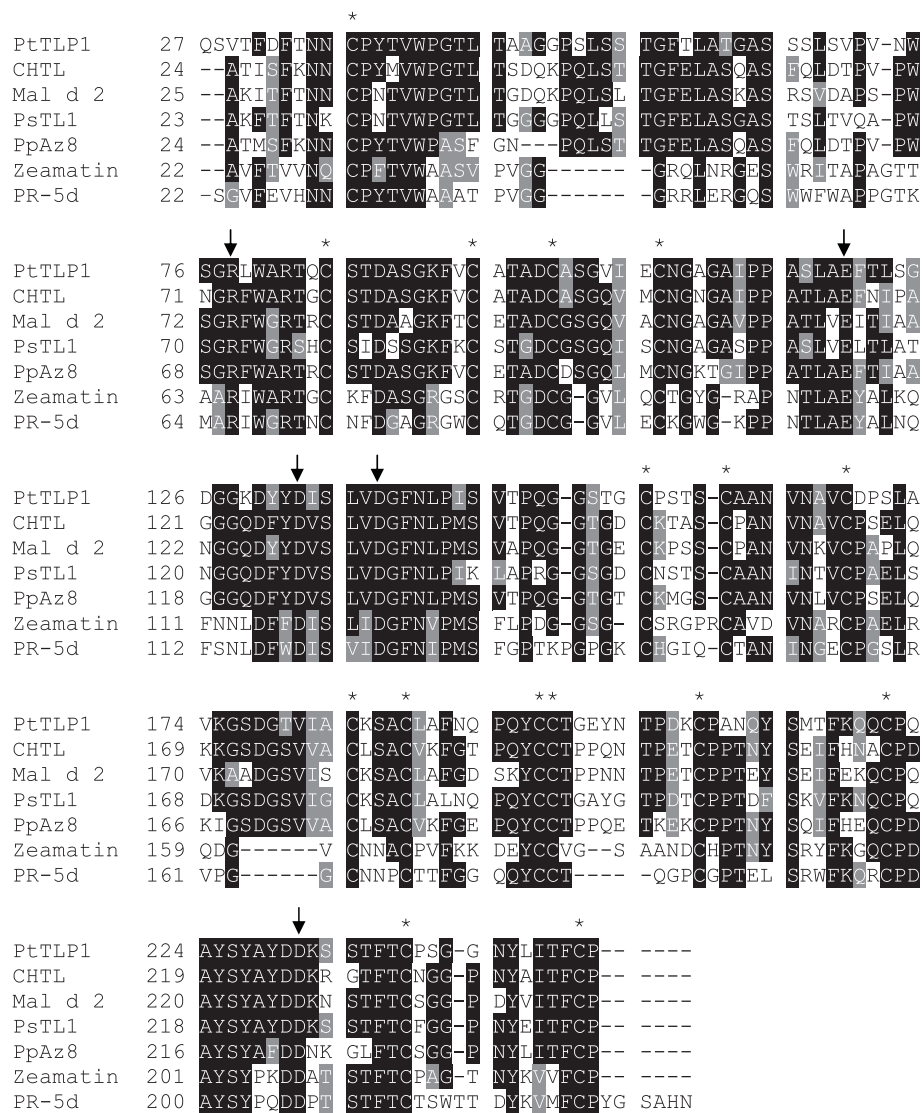 *
PtTLP1 27 QSVTFDFTNN CPYTVWPGTL TAAGGPSLSS TGFTLATGAS SSLSVPV-NW
CHTL 24 --ATISFKNN CPYMVWPGTL TSDQKPQLST TGFELASQAS FQLDTPV-PW
Mal d 2 25 --AKITFTNN CPNTVWPGTL TGDQKPQLSL TGFELASKAS RSVDAPS-PW
PsTL1 23 --AKFTFTNK CPNTVWPGTL TGGGGPQLLS TGFELASGAS TSLTVQA-PW
PpAz8 24 --ATMSFKNN CPYTVWPASF GN---PQLST TGFELASQAS FQLDTPV-PW
Zeamatin 22 --AVFTVVNQ CPFTVWAASV PVGG------ GRQLNRGES WRITAPAGTT
PR-5d 22 -SGVFEVHNN CPYTVWAAAT PVGG------ GRRLERGQS WWFWAPPGTK
* * * *
PtTLP1 76 SGRLWARTQC STDASGKFVC ATADCASGVI ECNGAGAIPP ASLAEFTLSG
CHTL 71 NGRFWARTGC STDASGKFVC ATADCASGQV MCNGNGAIPP ATLAEFNIPA
Mal d 2 72 SGRFWGRTRC STDAAGKFTC ETADCGSGQV ACNGAGAVPP ATLVEITIAA
PsTL1 70 SGRFWGRSHC SIDSSGKFKC STGDCGSGQI SCNGAGASPP ASLVELTLAT
PpAz8 68 SGRFWARTRC STDASGKFVC ETADCDSGQL MCNGKTGIPP ATLAEFTIAA
Zeamatin 63 AARIWARTGC KFDASGRGSC RTGDCG-GVL QCTGYG-RAP NTLAEYALKQ
PR-5d 64 MARIWGRTNC NFDGAGRGWC QTGDCG-GVL ECKGWG-KPP NTLAEYALNQ
* * *
PtTLP1 126 DGGKDYYDIS LVDGFNLPIS VTPQG-GSTG CPSTS-CAAN VNAVCDPSLA
CHTL 121 GGGQDFYDVS LVDGFNLPMS VTPQG-GTGD CKTAS-CPAN VNAVCPSELQ
Mal d 2 122 NGGQDYYDVS LVDGFNLPMS VAPQG-GTGE CKPSS-CPAN VNKVCPAPLQ
PsTL1 120 NGGQDFYDVS LVDGFNLPIK LAPRG-GSGD CNSTS-CAAN INTVCPAELS
PpAz8 118 GGGQDFYDVS LVDGFNLPMS VTPQG-GTGT CKMGS-CAAN VNLVCPSELQ
Zeamatin 111 FNNLDFFDIS LIDGFNVPMS FLPDG-GSG- CSRGPRCAVD VNARCPAELR
PR-5d 112 FSNLDFWDIS VIDGFNIPMS FGPTKPGPGK CHGIQ-CTAN INGECPGSLR
* * ** * *
PtTLP1 174 VKGSDGTVIA CKSACLAFNQ PQYCCTGEYN TPDKCPANQY SMTFKQQCPQ
CHTL 169 KKGSDGSVVA CLSACVKFGT PQYCCTPPQN TPETCPPTNY SEIFHNACPD
Mal d 2 170 VKAADGSVIS CKSACLAFGD SKYCCTPPNN TPETCPPTEY SEIFEKQCPQ
PsTL1 168 DKGSDGSVIG CKSACLALNQ PQYCCTGAYG TPDTCPPTDF SKVFKNQCPQ
PpAz8 166 KIGSDGSVVA CLSACVKFGE PQYCCTPPQE TKEKCPPTNY SQIFHEQCPD
Zeamatin 159 QDG------V CNNACPVFKK DEYCCVG--S AANDCHPTNY SRYFKGQCPD
PR-5d 161 VPG------G CNNPCTTFGG QQYCCT---- QGPCGPTEL SRWFKQRCPD
* *
PtTLP1 224 AYSYAYDDKS STFTCPSG-G NYLITFCP-- ----
CHTL 219 AYSYAYDDKR GTFTCNGG-P NYAITFCP-- ----
Mal d 2 220 AYSYAYDDKN STFTCSGG-P DYVITFCP-- ----
PsTL1 218 AYSYAYDDKS STFTCFGG-P NYEITFCP-- ----
PpAz8 216 AYSYAFDDNK GLFTCSGG-P NYLITFCP-- ----
Zeamatin 201 AYSYPKDDAT STFTCPAG-T NYKVVFCP-- ----
PR-5d 200 AYSYPQDDPT STFTCTSWTT DYKVMFCPYG SAHN